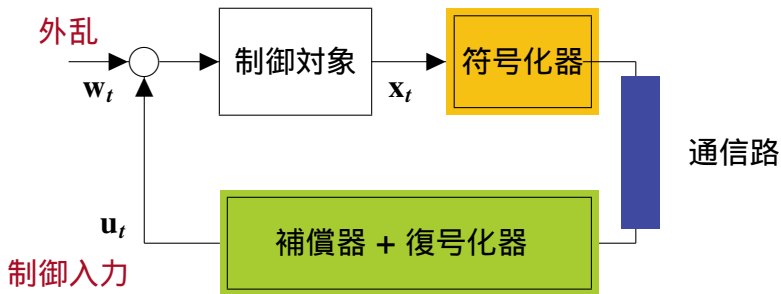 外乱
w_t
制御対象
x_t
符号化器
通信路
u_t
制御入力
補償器 + 復号化器